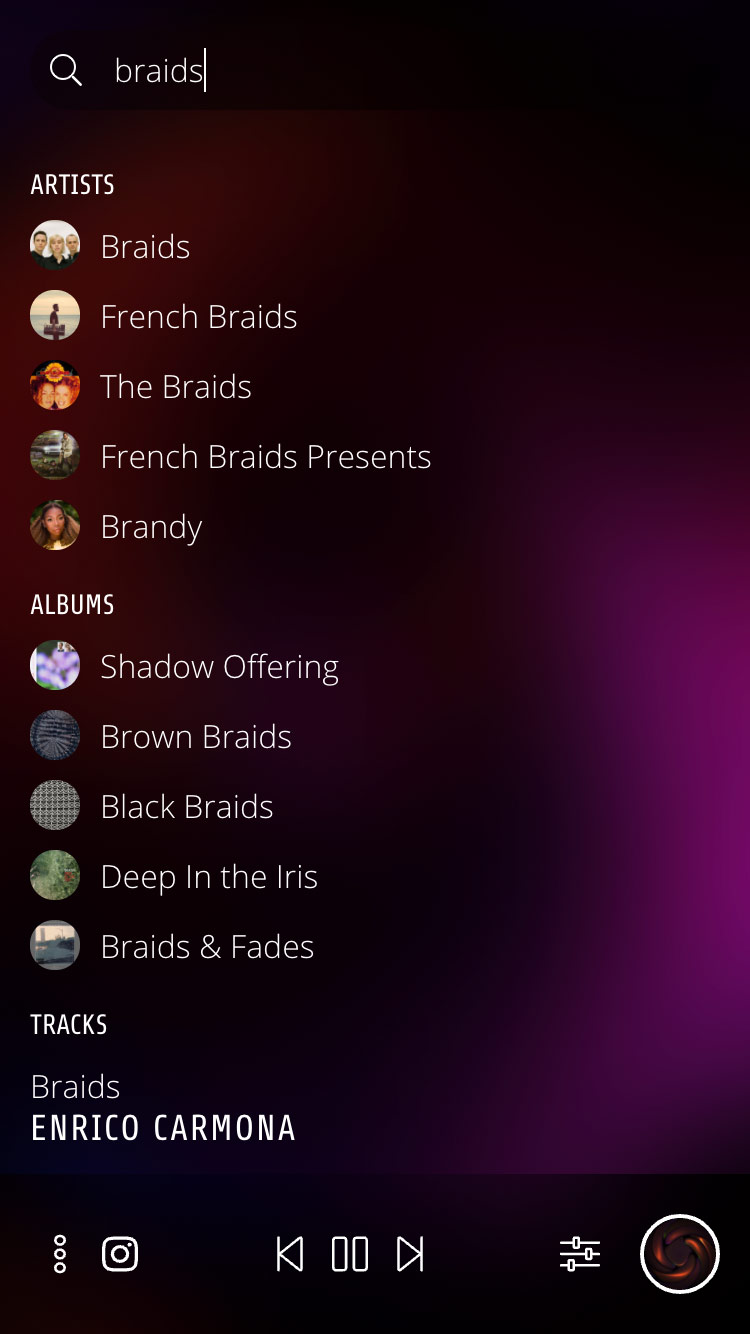 braids
ARTISTS
Braids
French Braids
The Braids
French Braids Presents
Brandy
ALBUMS
Shadow Offering
Brown Braids
Black Braids
Deep In the Iris
Braids & Fades
TRACKS
Braids
ENRICO CARMONA